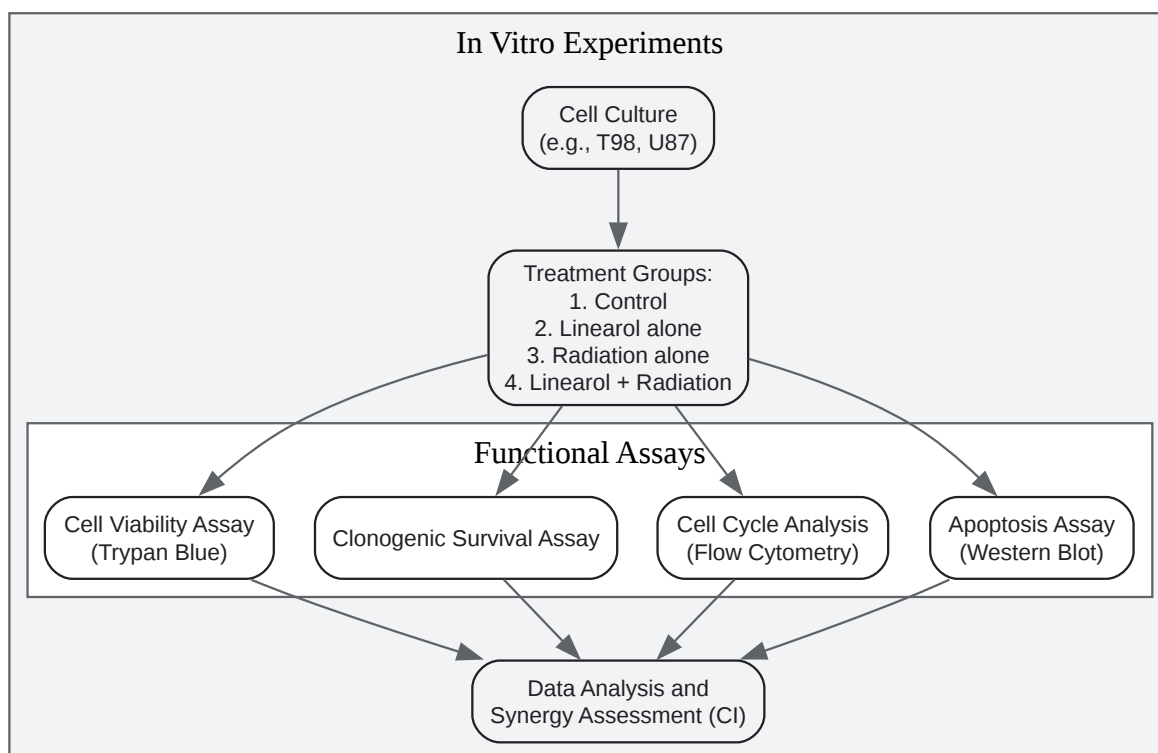 In Vitro Experiments
Cell Culture
(e.g., T98, U87)
Treatment Groups:
1. Control
2. Linearol alone
3. Radiation alone
4. Linearol + Radiation
Functional Assays
Cell Viability Assay
(Trypan Blue)
Clonogenic Survival Assay
Cell Cycle Analysis
(Flow Cytometry)
Apoptosis Assay
(Western Blot)
Data Analysis and
Synergy Assessment (CI)